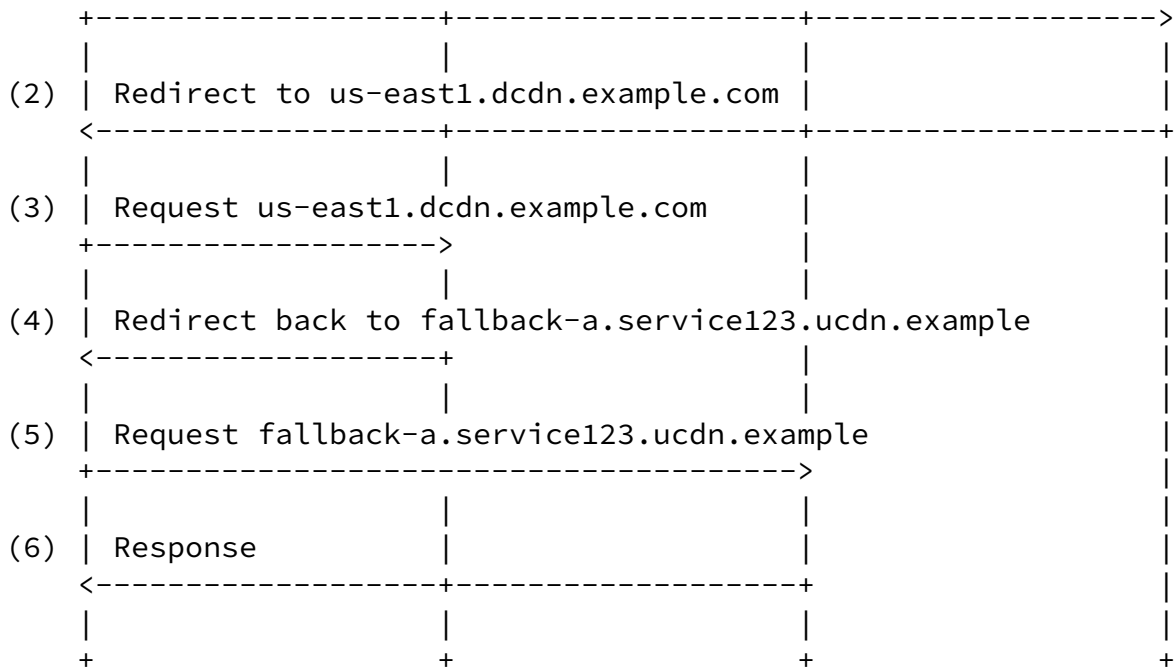 (2) Redirect to us-east1.dcdn.example.com
(3) Request us-east1.dcdn.example.com
(4) Redirect back to fallback-a.service123.ucdn.example
(5) Request fallback-a.service123.ucdn.example
(6) Response